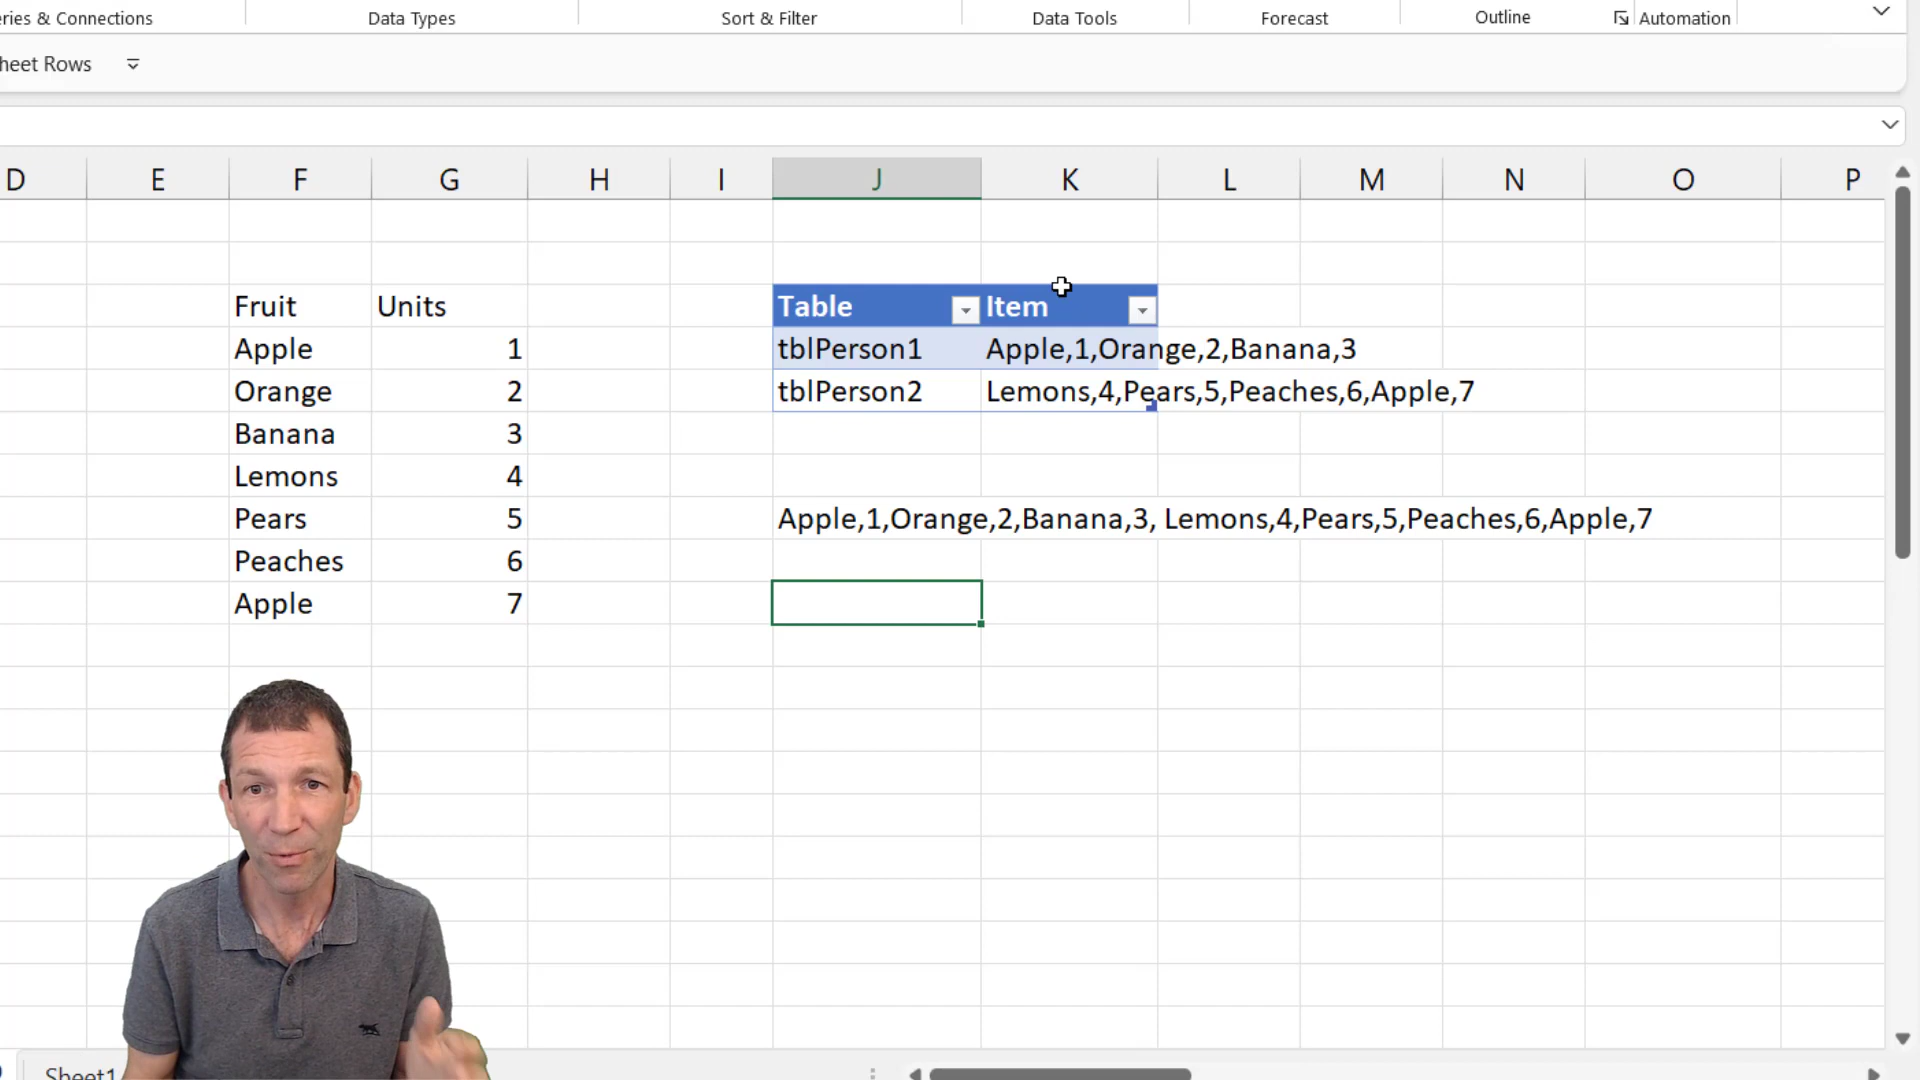 eries & Connections Data Types Sort & Filter Data Tools Forecast Outline Automation
heet Rows
D E F G H I J K L M N O P
Fruit Units Table Item
Apple 1 tblPerson1 Apple,1,Orange,2,Banana,3
Orange 2 tblPerson2 Lemons,4,Pears,5,Peaches,6,Apple,7
Banana 3
Lemons 4
Pears 5 Apple,1,Orange,2,Banana,3, Lemons,4,Pears,5,Peaches,6,Apple,7
Peaches 6
Apple 7
Sheet1